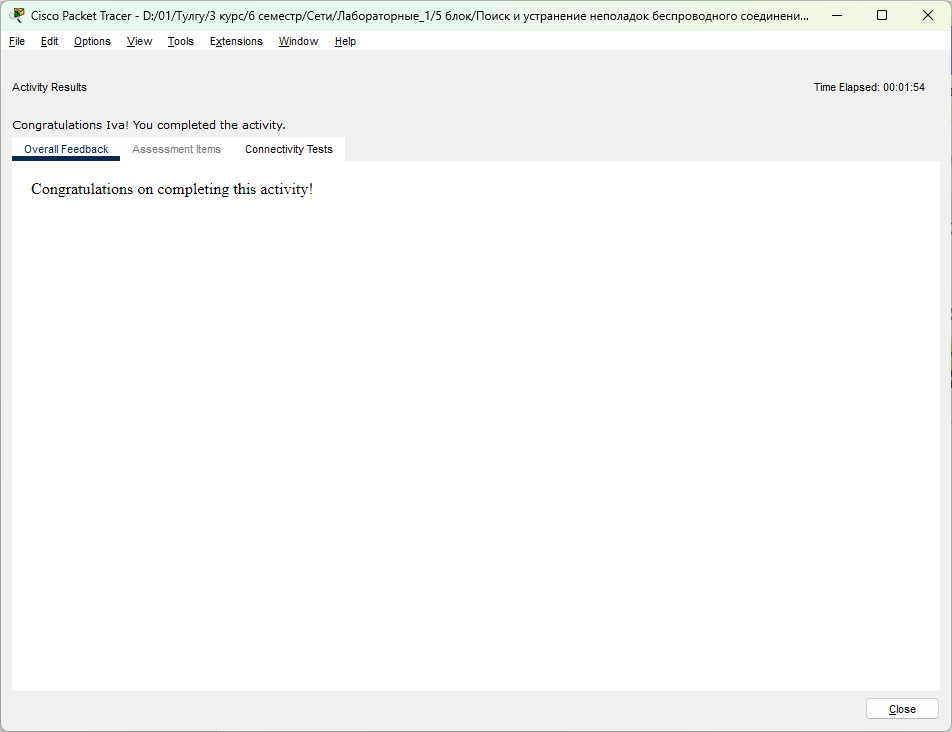 Cisco Packet Tracer - D:/01/Тулгу/3 курс/6 семестр/Сети/Лабораторные_1/5 блок/Поиск и устранение неполадок беспроводного соединени...
File Edit Options View Tools Extensions Window Help
Activity Results Time Elapsed: 00:01:54
Congratulations Iva! You completed the activity.
Overall Feedback Assessment Items Connectivity Tests
Congratulations on completing this activity!
Close